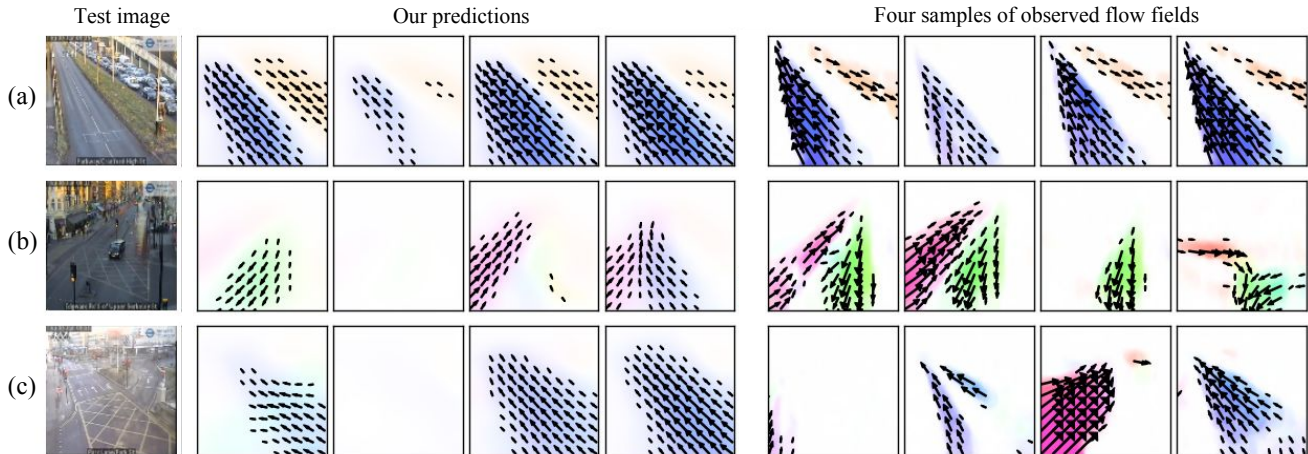 Test image
Our predictions
Four samples of observed flow fields
(a)
(b)
(c)